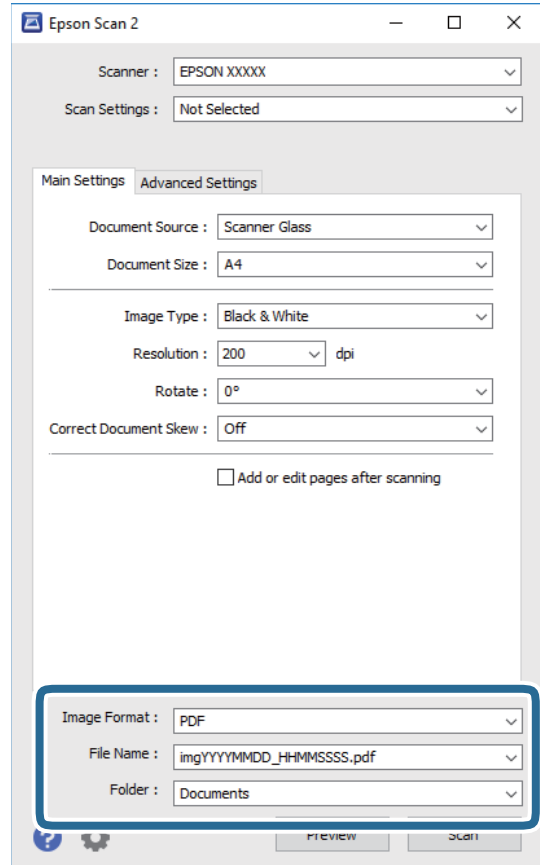 Epson Scan 2
Scanner : EPSON XXXXX
Scan Settings : Not Selected
Main Settings Advanced Settings
Document Source : Scanner Glass
Document Size : A4
Image Type : Black & White
Resolution : 200 dpi
Rotate : 0°
Correct Document Skew : Off
Add or edit pages after scanning
Image Format : PDF
File Name : imgYYYYMMDD_HHMMSSSS.pdf
Folder : Documents
? Preview Scan